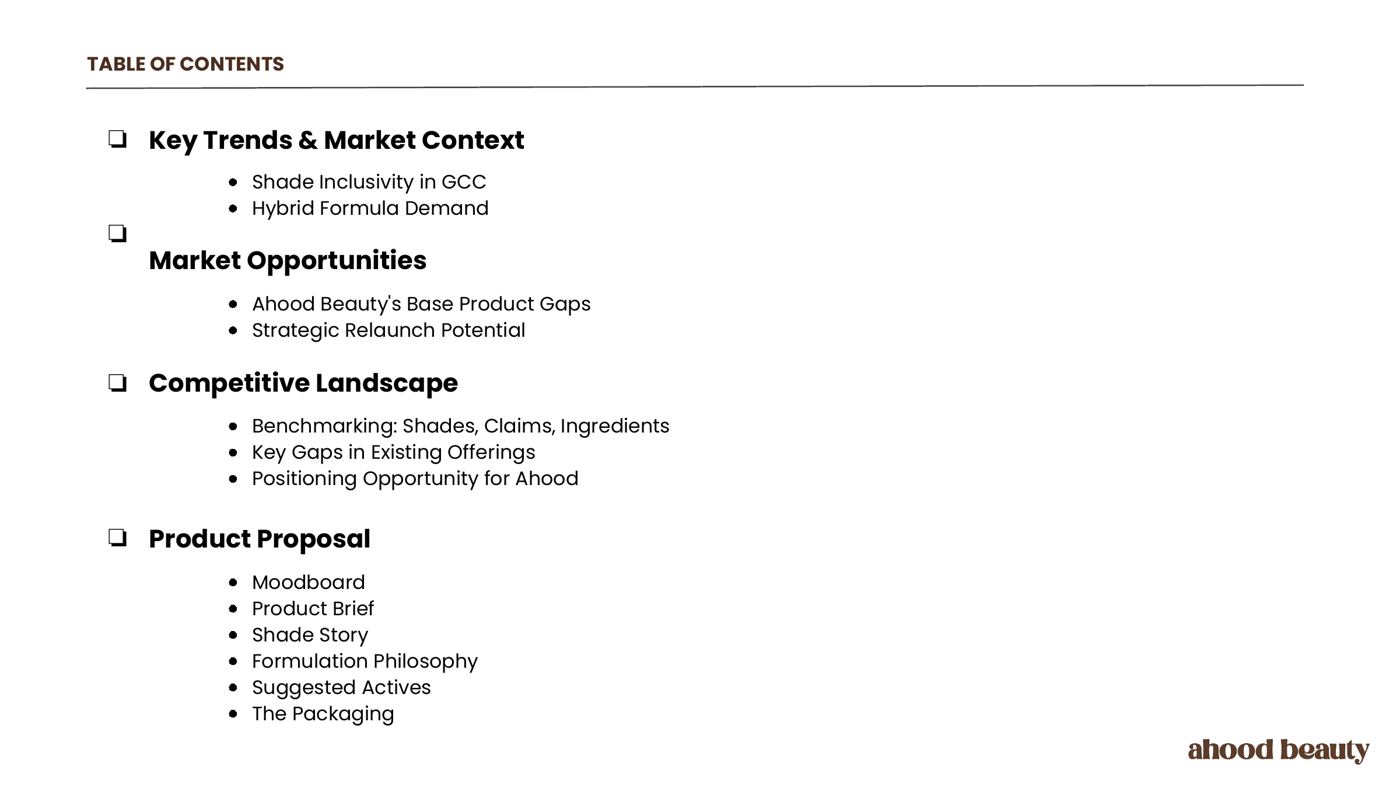 TABLE OF CONTENTS
❏ Key Trends & Market Context
● Shade Inclusivity in GCC
● Hybrid Formula Demand
❏
Market Opportunities
● Ahood Beauty's Base Product Gaps
● Strategic Relaunch Potential
❏ Competitive Landscape
● Benchmarking: Shades, Claims, Ingredients
● Key Gaps in Existing Offerings
● Positioning Opportunity for Ahood
❏ Product Proposal
● Moodboard
● Product Brief
● Shade Story
● Formulation Philosophy
● Suggested Actives
● The Packaging
ahood beauty